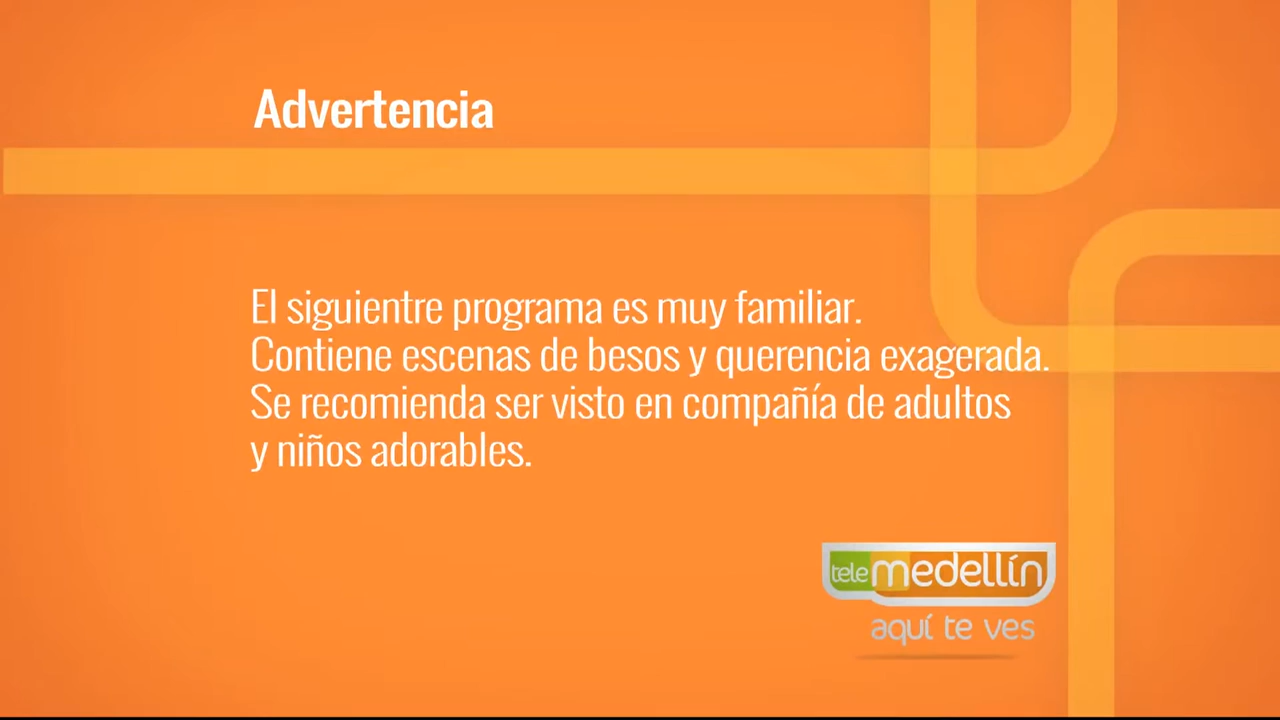 Advertencia
El siguientre programa es muy familiar.
Contiene escenas de besos y querencia exagerada.
Se recomienda ser visto en compañía de adultos
y niños adorables.
telemedellín
aquí te ves